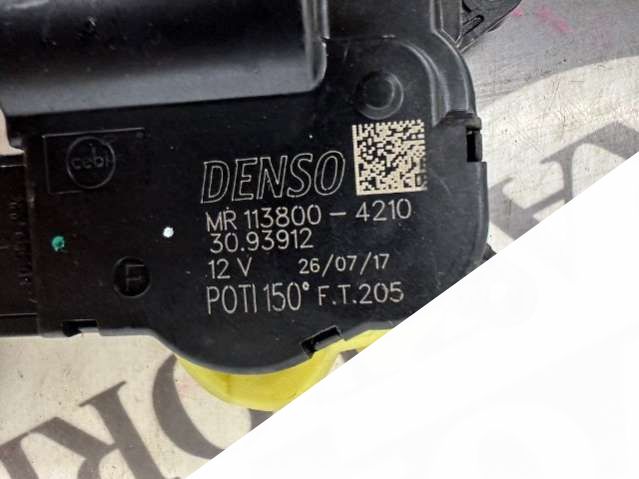 cebi
DENSO
MR 113800-4210
30.93912
12 V 26/07/17
F
POTI 150° F.T.205